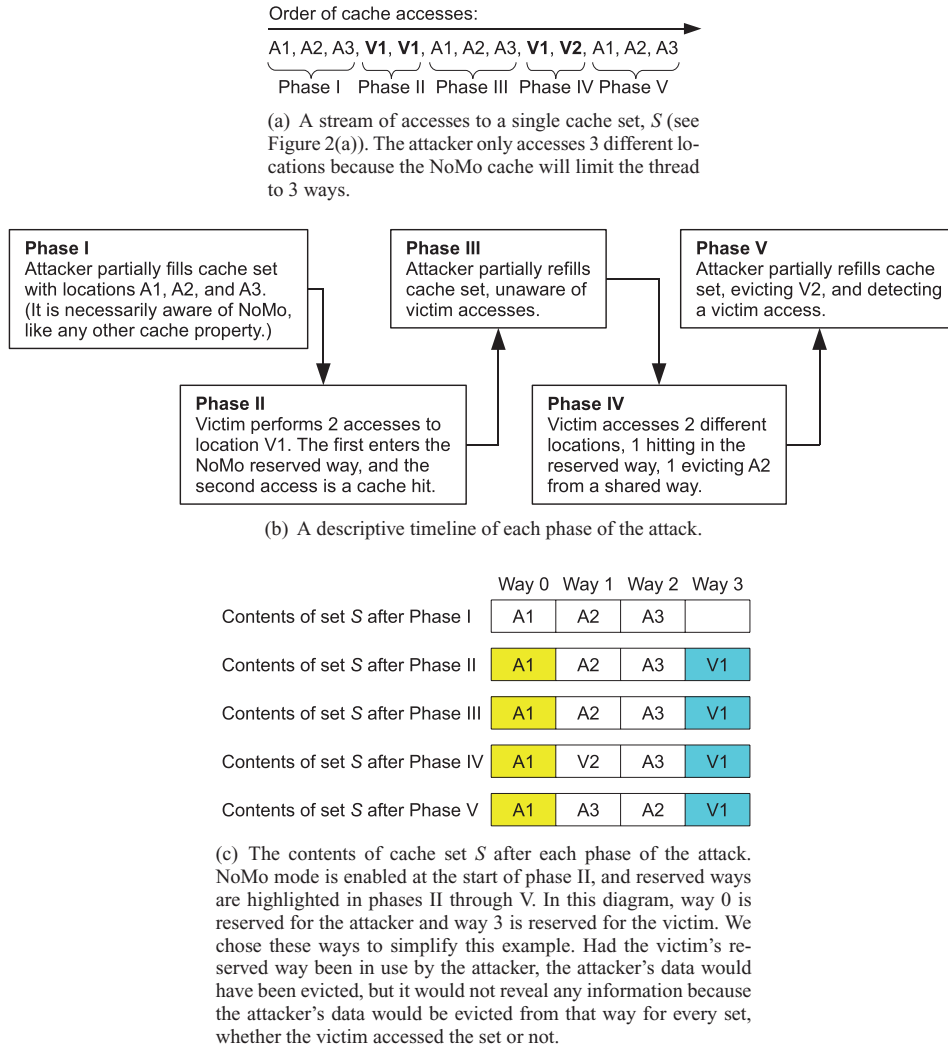 Order of cache accesses:
A1, A2, A3, V1, V1, A1, A2, A3, V1, V2, A1, A2, A3
Phase I Phase II Phase III Phase IV Phase V
(a) A stream of accesses to a single cache set, S (see
Figure 2(a)). The attacker only accesses 3 different lo-
cations because the NoMo cache will limit the thread
to 3 ways.
Phase I
Attacker partially fills cache set
with locations A1, A2, and A3.
(It is necessarily aware of NoMo,
like any other cache property.)
Phase III
Attacker partially refills
cache set, unaware of
victim accesses.
Phase V
Attacker partially refills cache
set, evicting V2, and detecting
a victim access.
Phase II
Victim performs 2 accesses to
location V1. The first enters the
NoMo reserved way, and the
second access is a cache hit.
Phase IV
Victim accesses 2 different
locations, 1 hitting in the
reserved way, 1 evicting A2
from a shared way.
(b) A descriptive timeline of each phase of the attack.
Way 0 Way 1 Way 2 Way 3
Contents of set S after Phase I A1 A2 A3
Contents of set S after Phase II A1 A2 A3 V1
Contents of set S after Phase III A1 A2 A3 V1
Contents of set S after Phase IV A1 V2 A3 V1
Contents of set S after Phase V A1 A3 A2 V1
(c) The contents of cache set S after each phase of the attack.
NoMo mode is enabled at the start of phase II, and reserved ways
are highlighted in phases II through V. In this diagram, way 0 is
reserved for the attacker and way 3 is reserved for the victim. We
chose these ways to simplify this example. Had the victim's re-
served way been in use by the attacker, the attacker's data would
have been evicted, but it would not reveal any information because
the attacker's data would be evicted from that way for every set,
whether the victim accessed the set or not.